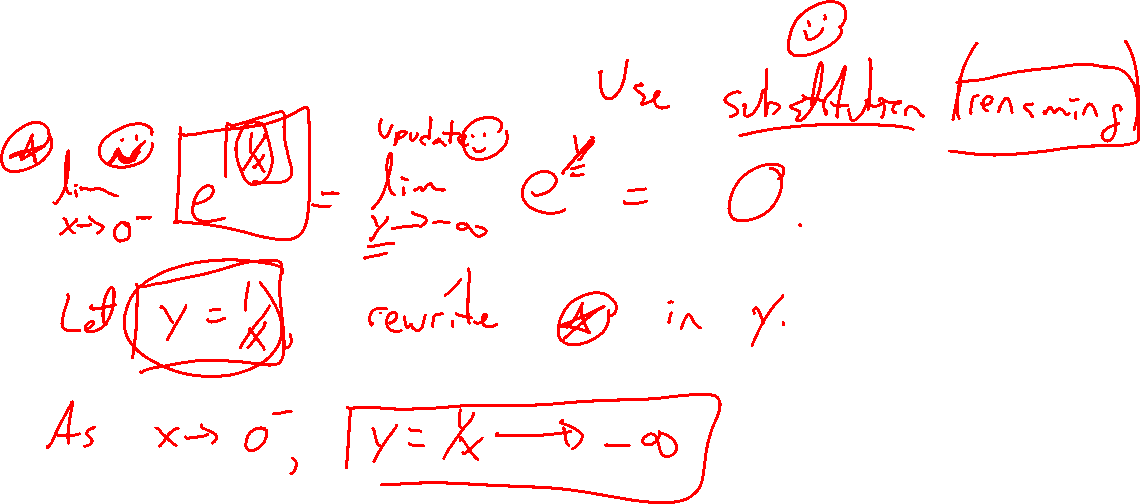 Use substitution (renaming)
update
lim x→0⁻ e^(1/x) = lim y→-∞ e^y = 0.
Let y = 1/x, rewrite ☆ in y.
As x→0⁻, y = 1/x → -∞